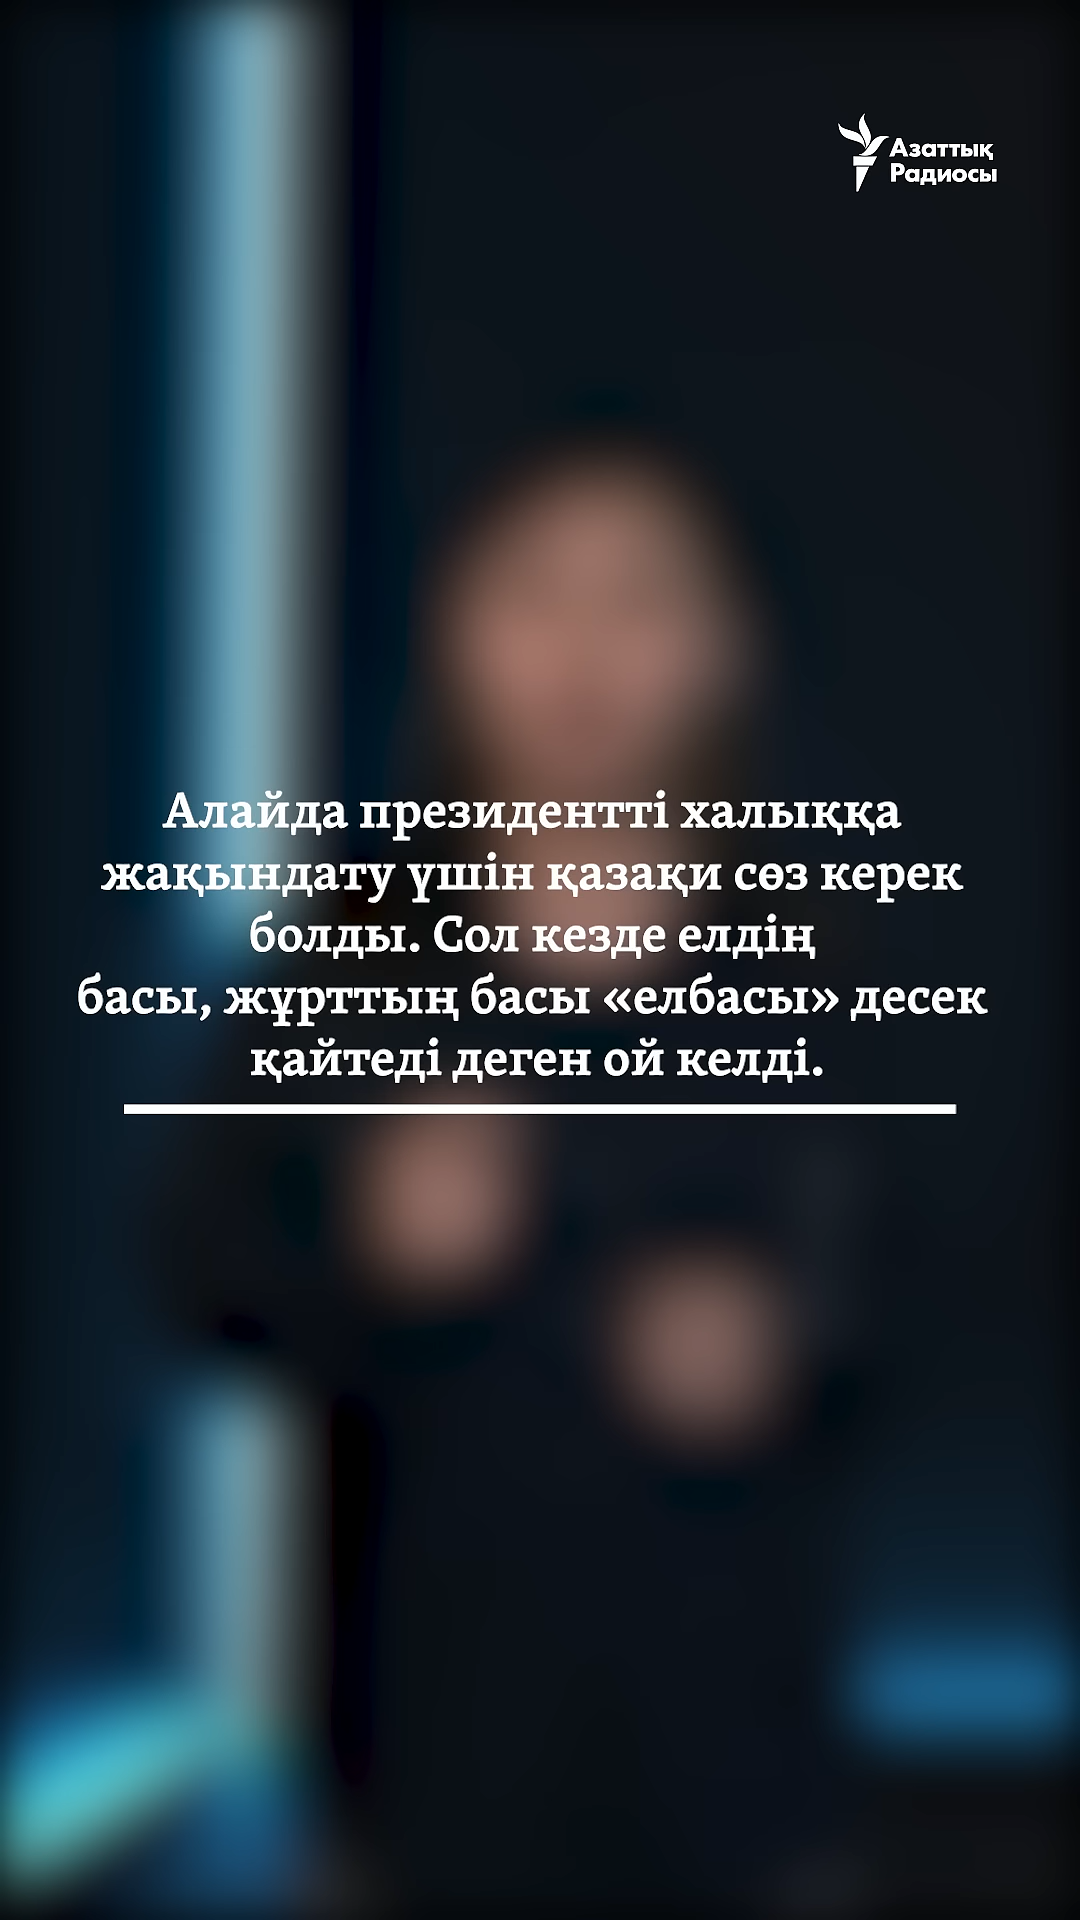 Азаттық
Радиосы
Алайда президентті халыққа
жақындату үшін қазақи сөз керек
болды. Сол кезде елдің
басы, жұрттың басы «елбасы» десек
қайтеді деген ой келді.